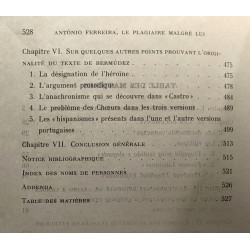 528 ANTÓNIO FERREIRA, LE PLAGIAIRE MALGRÉ LUI
Chapitre VI. SUR QUELQUES AUTRES POINTS PROUVANT L'ORIGI-
NALITÉ DU TEXTE DE BERMÚDEZ . 475
1. La désignation de l'héroïne 475
2. L'argument prosodique 478
3. L'anachronisme qui se découvre dans «Castro» 484
4. Le problème des Chœurs dans les trois versions 489
5. Les «hispanismes» présents dans l'une et l'autre versions
portugaises 509
Chapitre VII. CONCLUSION GÉNÉRALE 513
NOTICE BIBLIOGRAPHIQUE 515
INDEX DES NOMS DE PERSONNES 521
ADDENDA 526
TABLE DES MATIÈRES 527